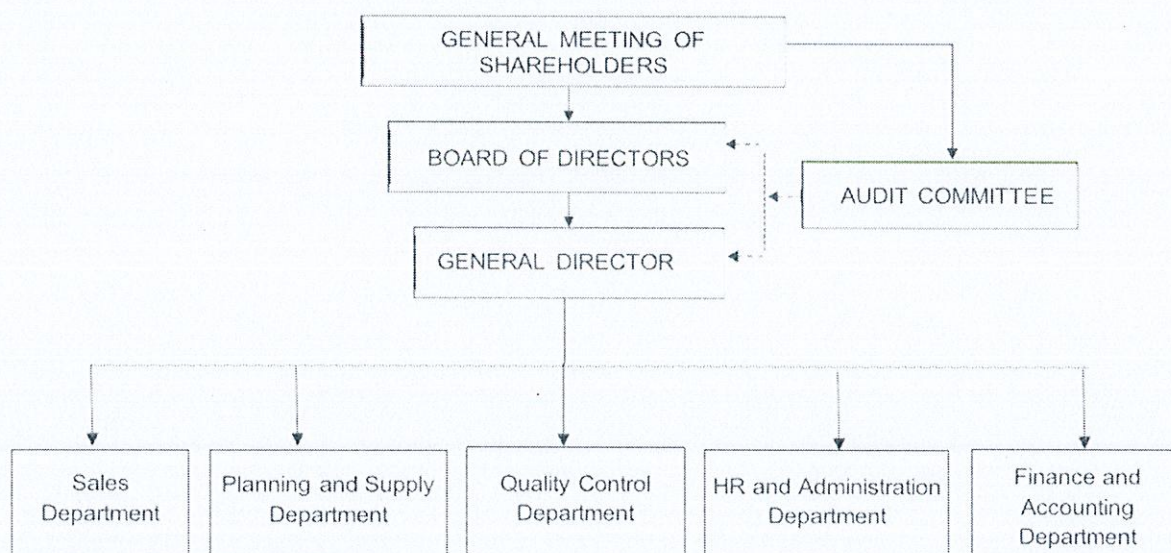 GENERAL MEETING OF
SHAREHOLDERS
BOARD OF DIRECTORS
AUDIT COMMITTEE
GENERAL DIRECTOR
Sales
Department
Planning and Supply
Department
Quality Control
Department
HR and Administration
Department
Finance and
Accounting
Department